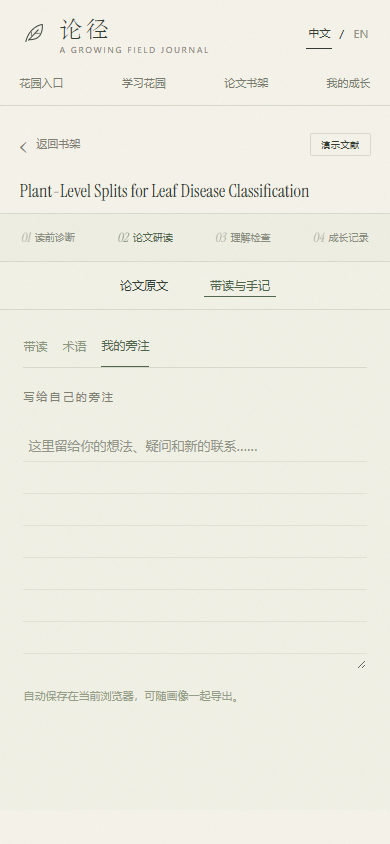 论径
A GROWING FIELD JOURNAL
中文 / EN
花园入口 学习花园 论文书架 我的成长
返回书架
演示文献
Plant-Level Splits for Leaf Disease Classification
01 读前诊断 02 论文研读 03 理解检查 04 成长记录
论文原文 带读与手记
带读 术语 我的旁注
写给自己的旁注
这里留给你的想法、疑问和新的联系……
自动保存在当前浏览器，可随画像一起导出。